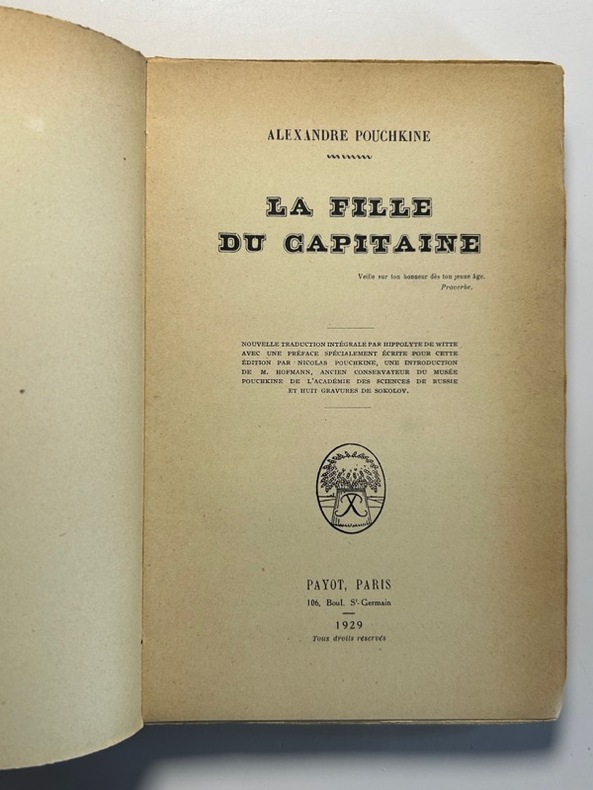 ALEXANDRE POUCHKINE
LA FILLE
DU CAPITAINE
Veille sur ton honneur dès ton jeune âge.
Proverbe.
NOUVELLE TRADUCTION INTÉGRALE PAR HIPPOLYTE DE WITTE
AVEC UNE PRÉFACE SPÉCIALEMENT ÉCRITE POUR CETTE
ÉDITION PAR NICOLAS POUCHKINE, UNE INTRODUCTION
DE M. HOFMANN, ANCIEN CONSERVATEUR DU MUSÉE
POUCHKINE DE L'ACADÉMIE DES SCIENCES DE RUSSIE
ET HUIT GRAVURES DE SOKOLOV.
PAYOT, PARIS
106, Boul. St-Germain
1929
Tous droits réservés